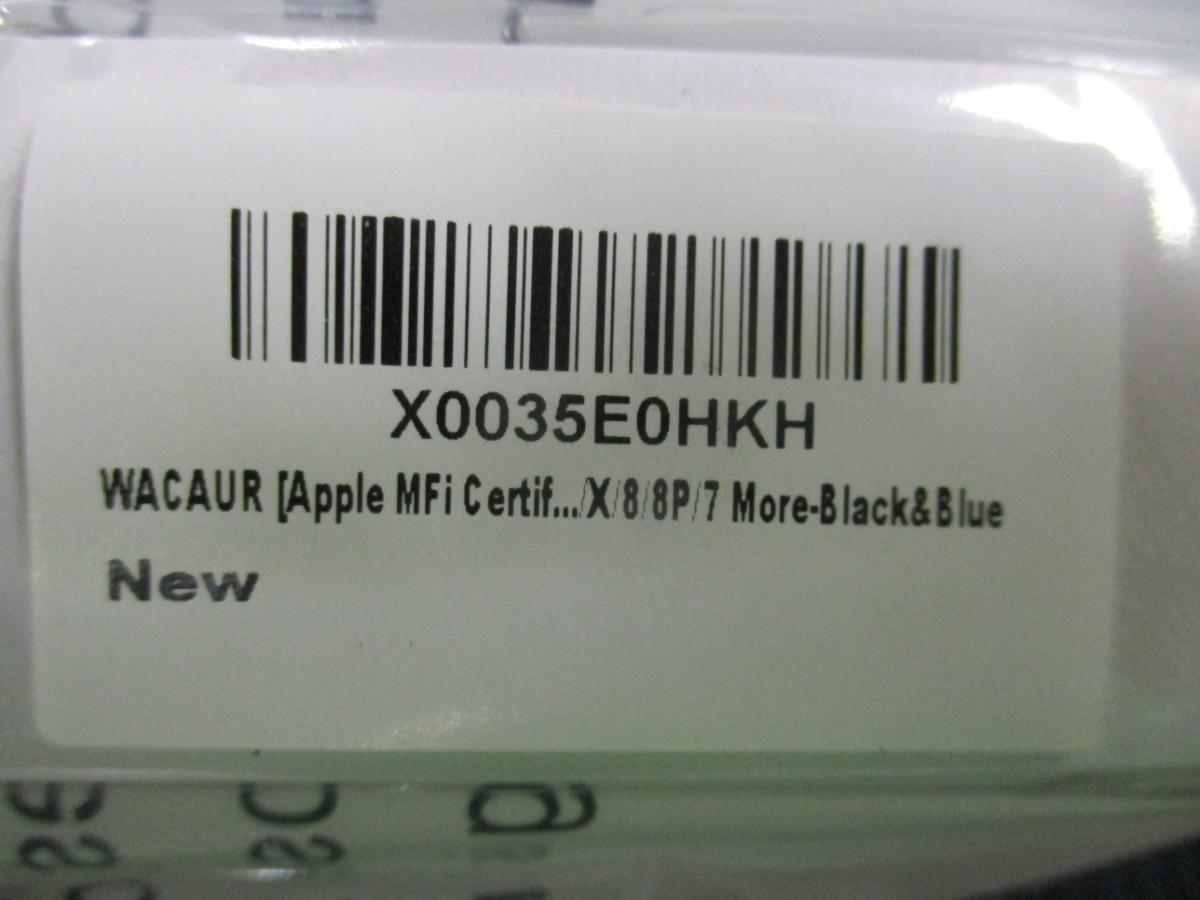 X0035E0HKH
WACAUR [Apple MFi Certif.../X/8/8P/7 More-Black&Blue
New